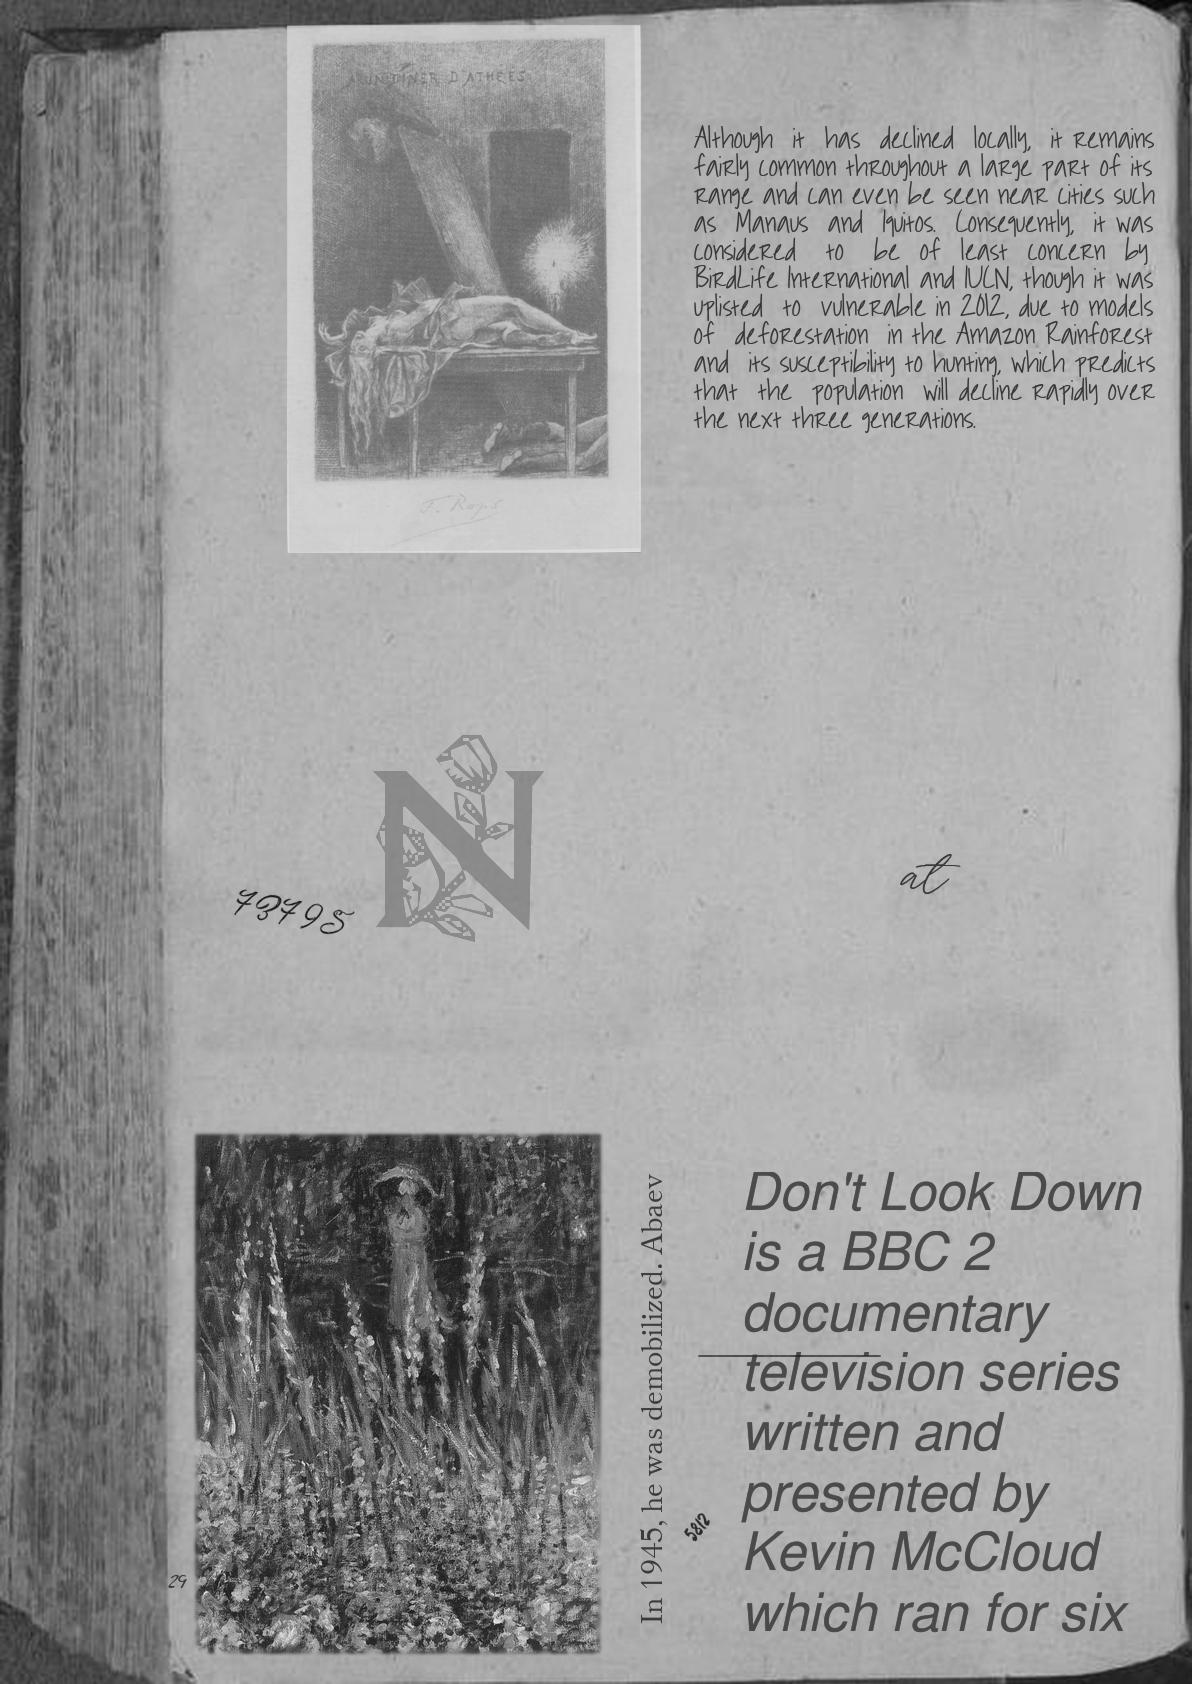 A UN DINER D'ATHÉES
F. Rops
Although it has declined locally, it remains
fairly common throughout a large part of its
range and can even be seen near cities such
as Manaus and Iquitos. Consequently, it was
considered to be of least concern by
BirdLife International and IUCN, though it was
uplisted to vulnerable in 2012, due to models
of deforestation in the Amazon Rainforest
and its susceptibility to hunting, which predicts
that the population will decline rapidly over
the next three generations.
N
73795
at
In 1945, he was demobilized. Abaev
5812
29
Don't Look Down
is a BBC 2
documentary
television series
written and
presented by
Kevin McCloud
which ran for six